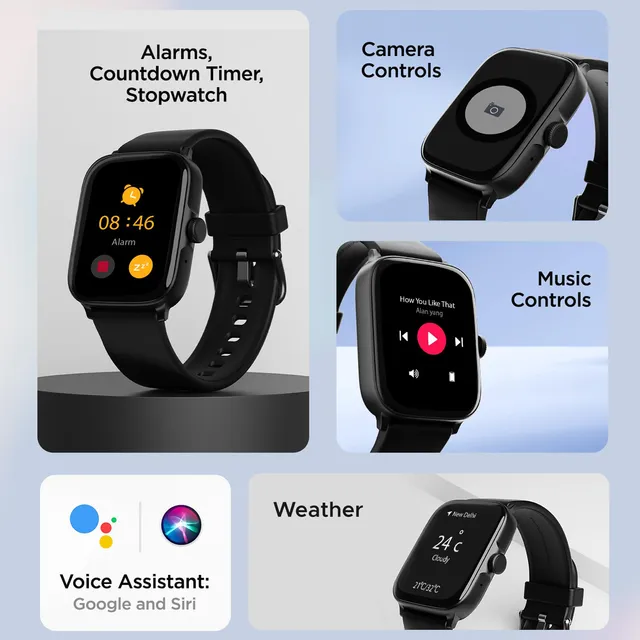 Alarms,
Countdown Timer,
Stopwatch
08:46
Alarm
zzz
Camera
Controls
Music
Controls
How You Like That
Alan yang
Voice Assistant:
Google and Siri
Weather
New Delhi
24°c
Cloudy
21°C/32°C